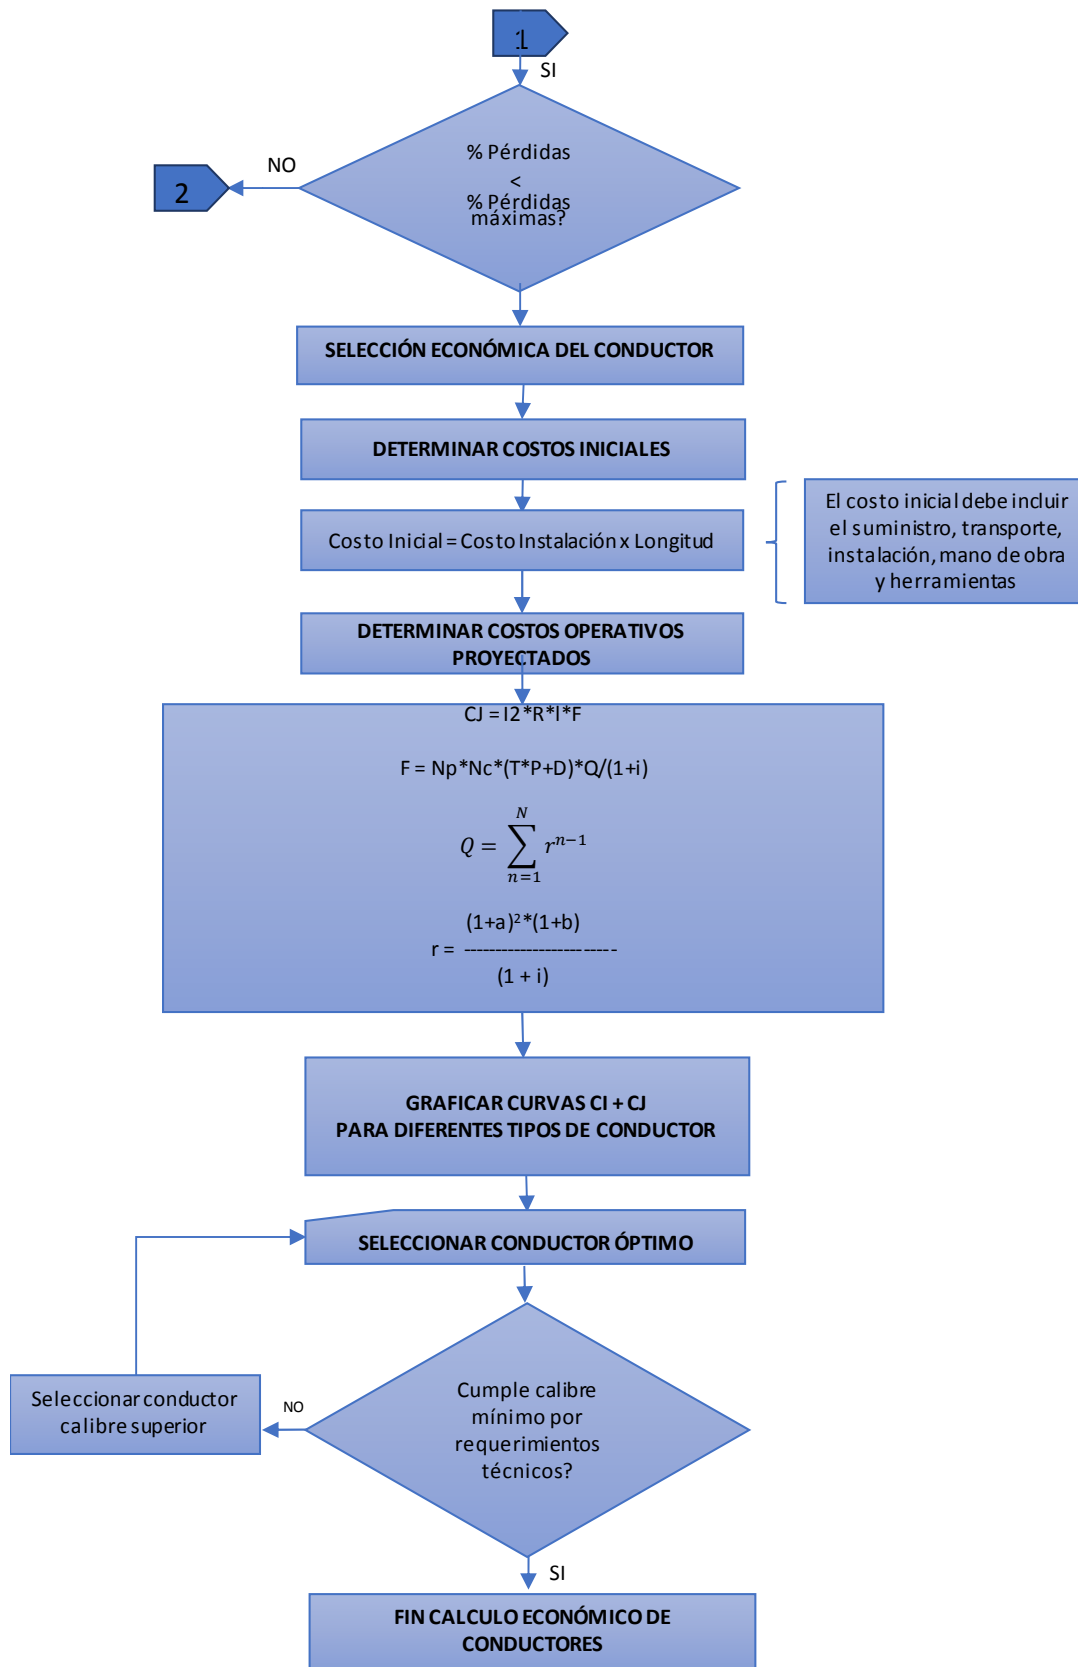 1
SI
% Pérdidas
<
% Pérdidas
máximas?
NO
2
SELECCIÓN ECONÓMICA DEL CONDUCTOR
DETERMINAR COSTOS INICIALES
Costo Inicial = Costo Instalación x Longitud
El costo inicial debe incluir
el suministro, transporte,
instalación, mano de obra
y herramientas
DETERMINAR COSTOS OPERATIVOS
PROYECTADOS
CJ = I2*R*l*F
F = Np*Nc*(T*P+D)*Q/(1+i)
Q = \sum_{n=1}^{N} r^{n-1}
(1+a)²*(1+b)
r = -------------------------
(1 + i)
GRAFICAR CURVAS CI + CJ
PARA DIFERENTES TIPOS DE CONDUCTOR
SELECCIONAR CONDUCTOR ÓPTIMO
Cumple calibre
mínimo por
requerimientos
técnicos?
NO
Seleccionar conductor
calibre superior
SI
FIN CALCULO ECONÓMICO DE
CONDUCTORES